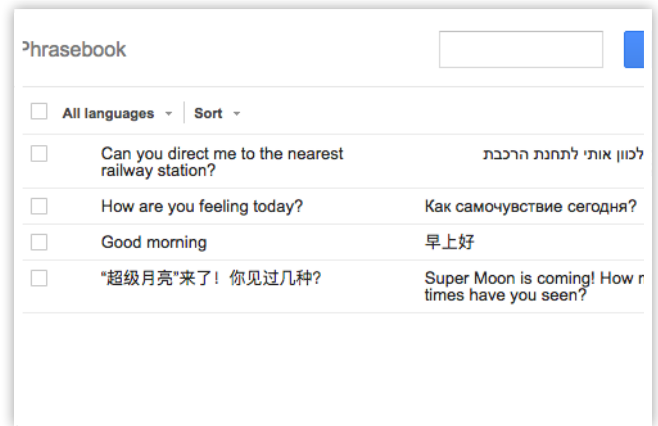 Phrasebook
All languages Sort
Can you direct me to the nearest
railway station?
לכוון אותי לתחנת הרכבת
How are you feeling today?
Как самочувствие сегодня?
Good morning
早上好
“超级月亮”来了！你见过几种？
Super Moon is coming! How
times have you seen?